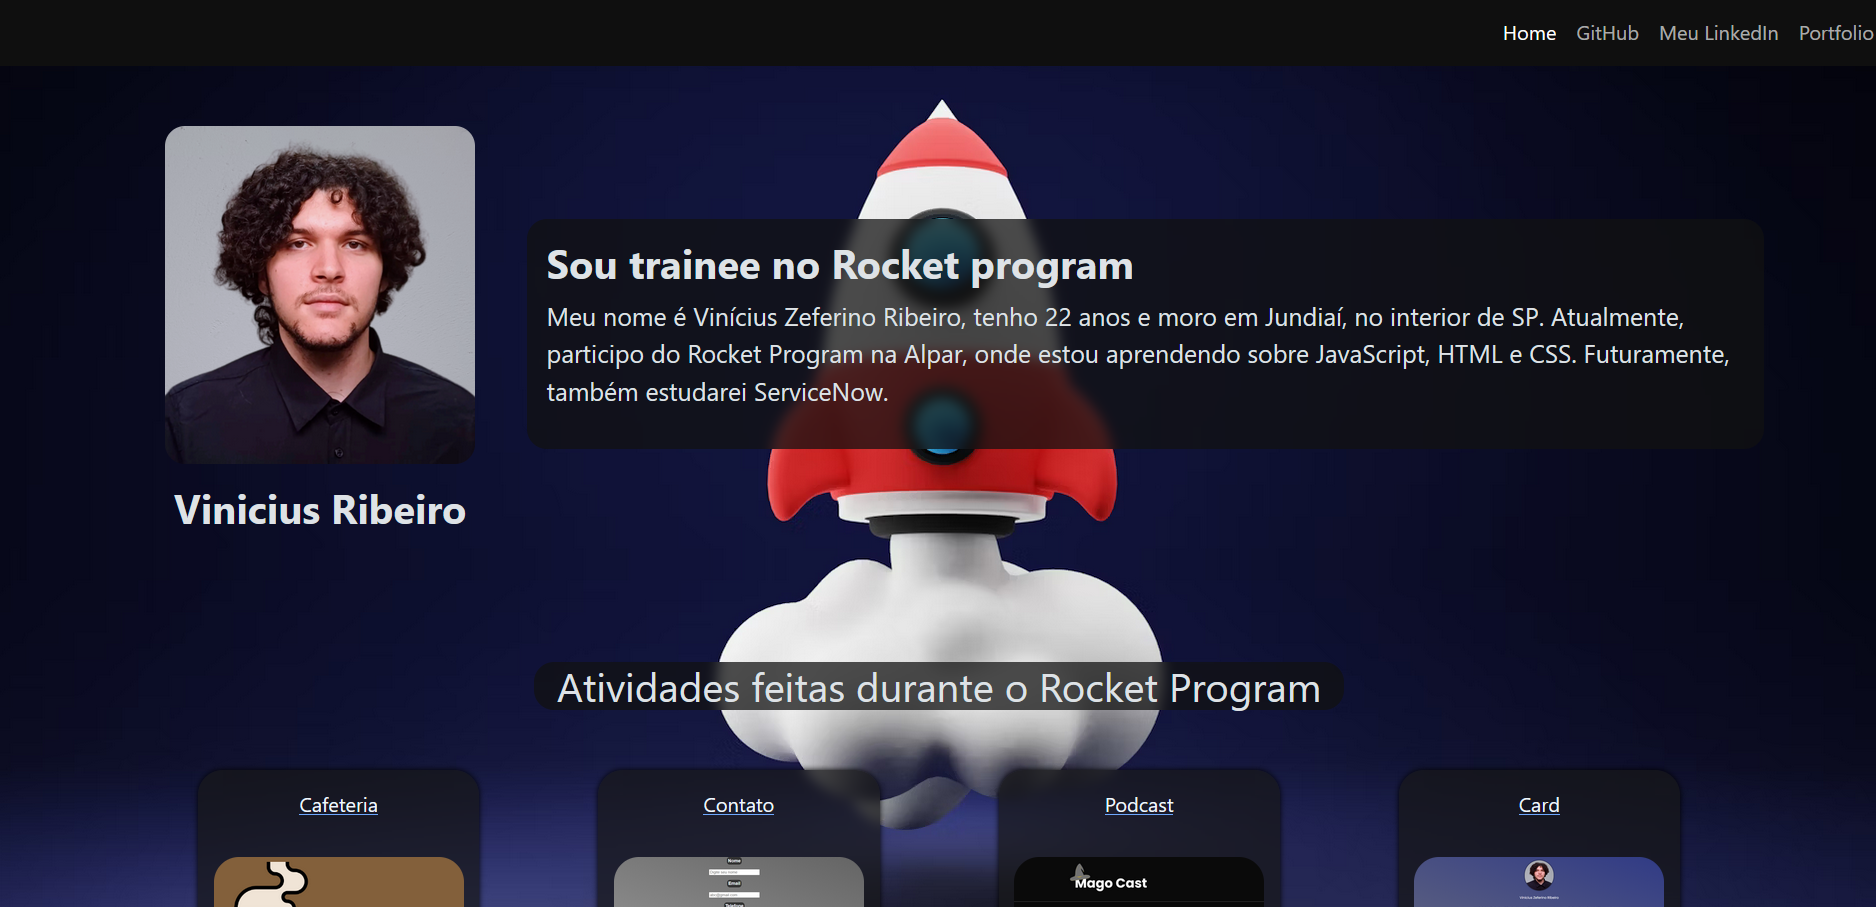 Home GitHub Meu LinkedIn Portfolio
Sou trainee no Rocket program
Meu nome é Vinícius Zeferino Ribeiro, tenho 22 anos e moro em Jundiaí, no interior de SP. Atualmente,
participo do Rocket Program na Alpar, onde estou aprendendo sobre JavaScript, HTML e CSS. Futuramente,
também estudarei ServiceNow.
Vinicius Ribeiro
Atividades feitas durante o Rocket Program
Cafeteria
Contato
Podcast
Card
Nome
Email
Telefone
Mago Cast
Vinicius Zeferino Ribeiro